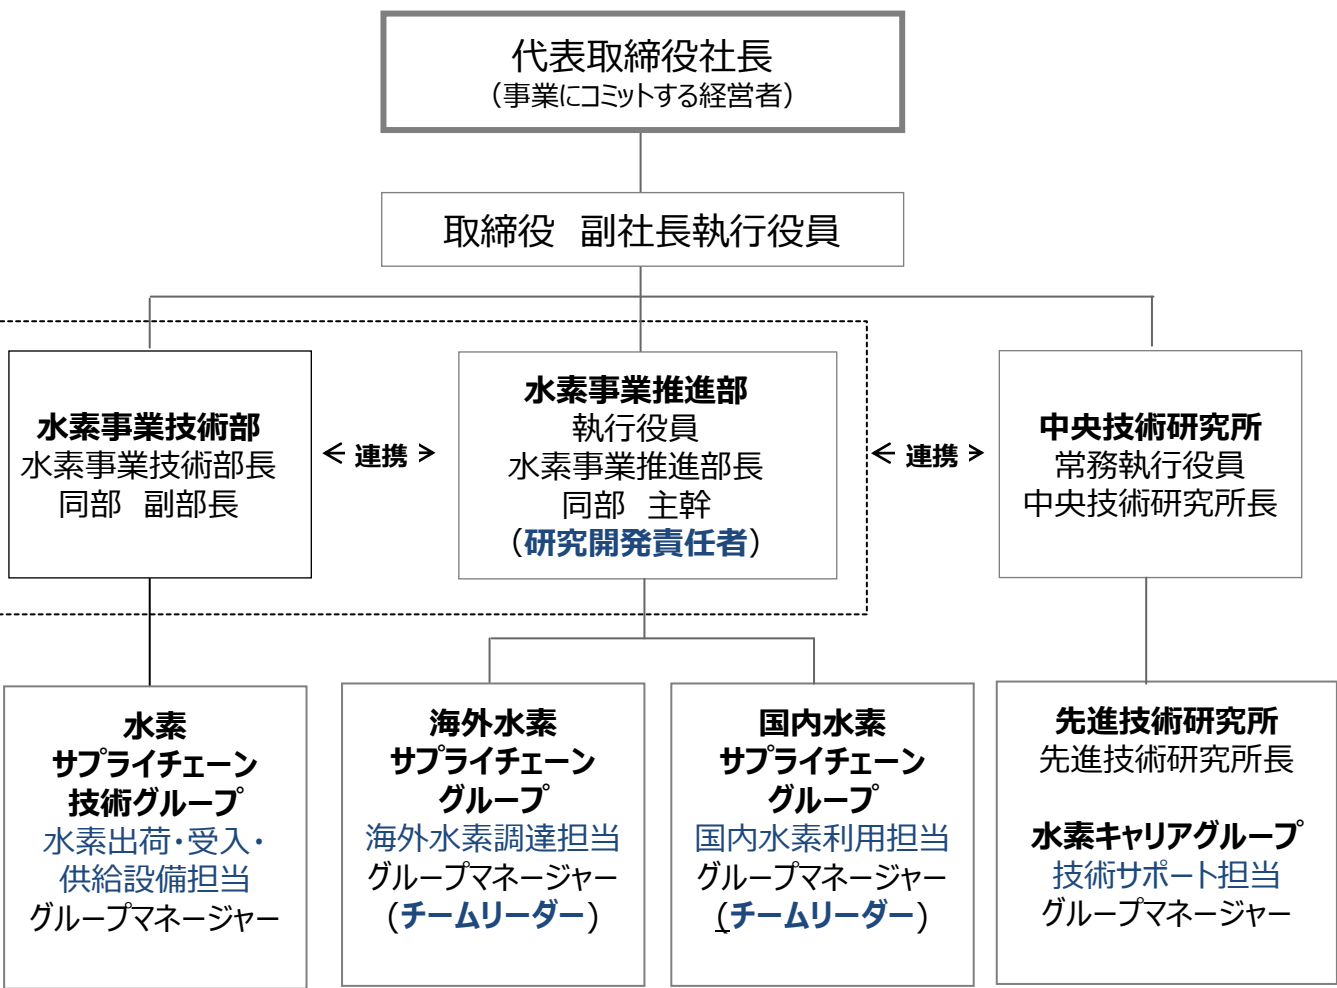 代表取締役社長
（事業にコミットする経営者）
取締役　副社長執行役員
水素事業技術部
水素事業技術部長
同部　副部長
＜ 連携 ＞
水素事業推進部
執行役員
水素事業推進部長
同部　主幹
（研究開発責任者）
＜ 連携 ＞
中央技術研究所
常務執行役員
中央技術研究所長
水素
サプライチェーン
技術グループ
水素出荷・受入・
供給設備担当
グループマネージャー
海外水素
サプライチェーン
グループ
海外水素調達担当
グループマネージャー
（チームリーダー）
国内水素
サプライチェーン
グループ
国内水素利用担当
グループマネージャー
（チームリーダー）
先進技術研究所
先進技術研究所長
水素キャリアグループ
技術サポート担当
グループマネージャー